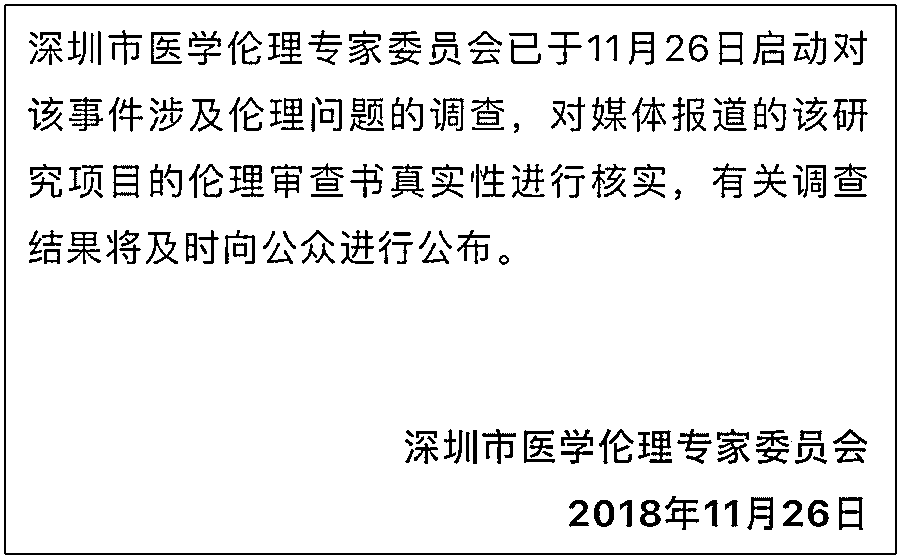 深圳市医学伦理专家委员会已于11月26日启动对
该事件涉及伦理问题的调查，对媒体报道的该研
究项目的伦理审查书真实性进行核实，有关调查
结果将及时向公众进行公布。
深圳市医学伦理专家委员会
2018年11月26日